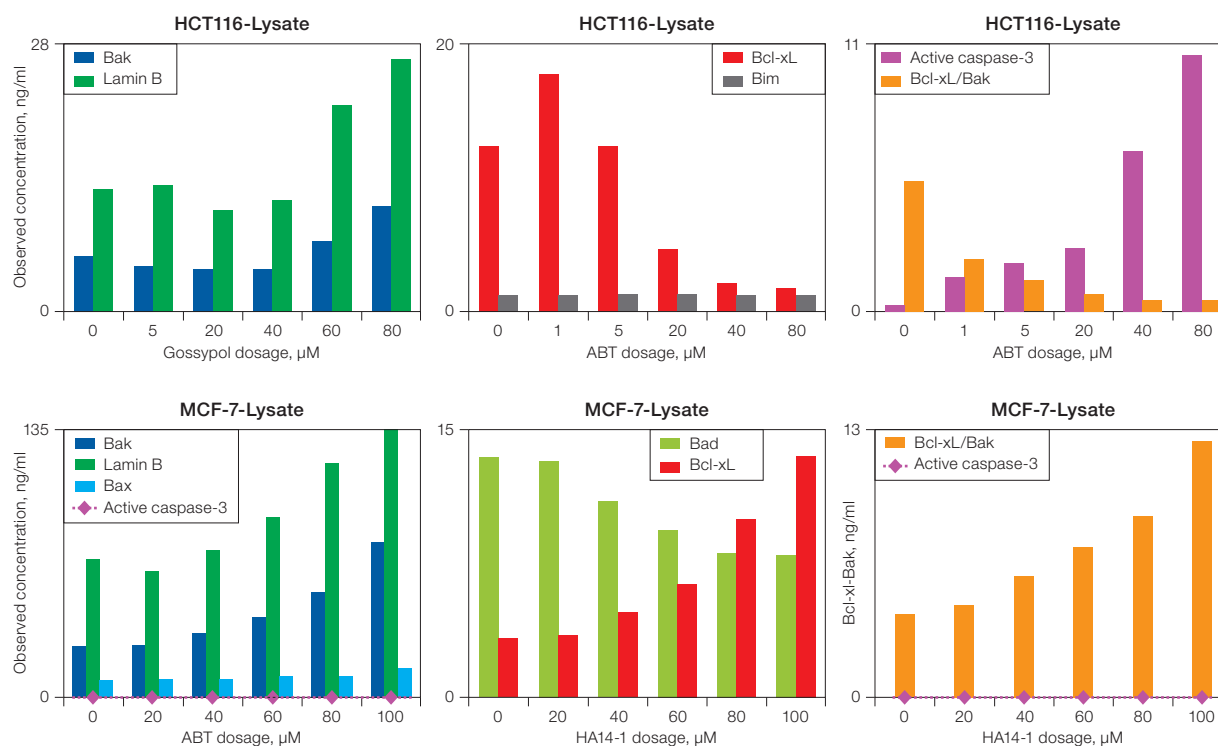 HCT116-Lysate
28
Bak
Lamin B
Observed concentration, ng/ml
0
0 5 20 40 60 80
Gossypol dosage, µM
HCT116-Lysate
20
Bcl-xL
Bim
0
0 1 5 20 40 80
ABT dosage, µM
HCT116-Lysate
11
Active caspase-3
Bcl-xL/Bak
0
0 1 5 20 40 80
ABT dosage, µM
MCF-7-Lysate
135
Bak
Lamin B
Bax
Active caspase-3
Observed concentration, ng/ml
0
0 20 40 60 80 100
ABT dosage, µM
MCF-7-Lysate
15
Bad
Bcl-xL
0
0 20 40 60 80 100
HA14-1 dosage, µM
MCF-7-Lysate
13
Bcl-xL/Bak
Active caspase-3
Bcl-xl-Bak, ng/ml
0
0 20 40 60 80 100
HA14-1 dosage, µM